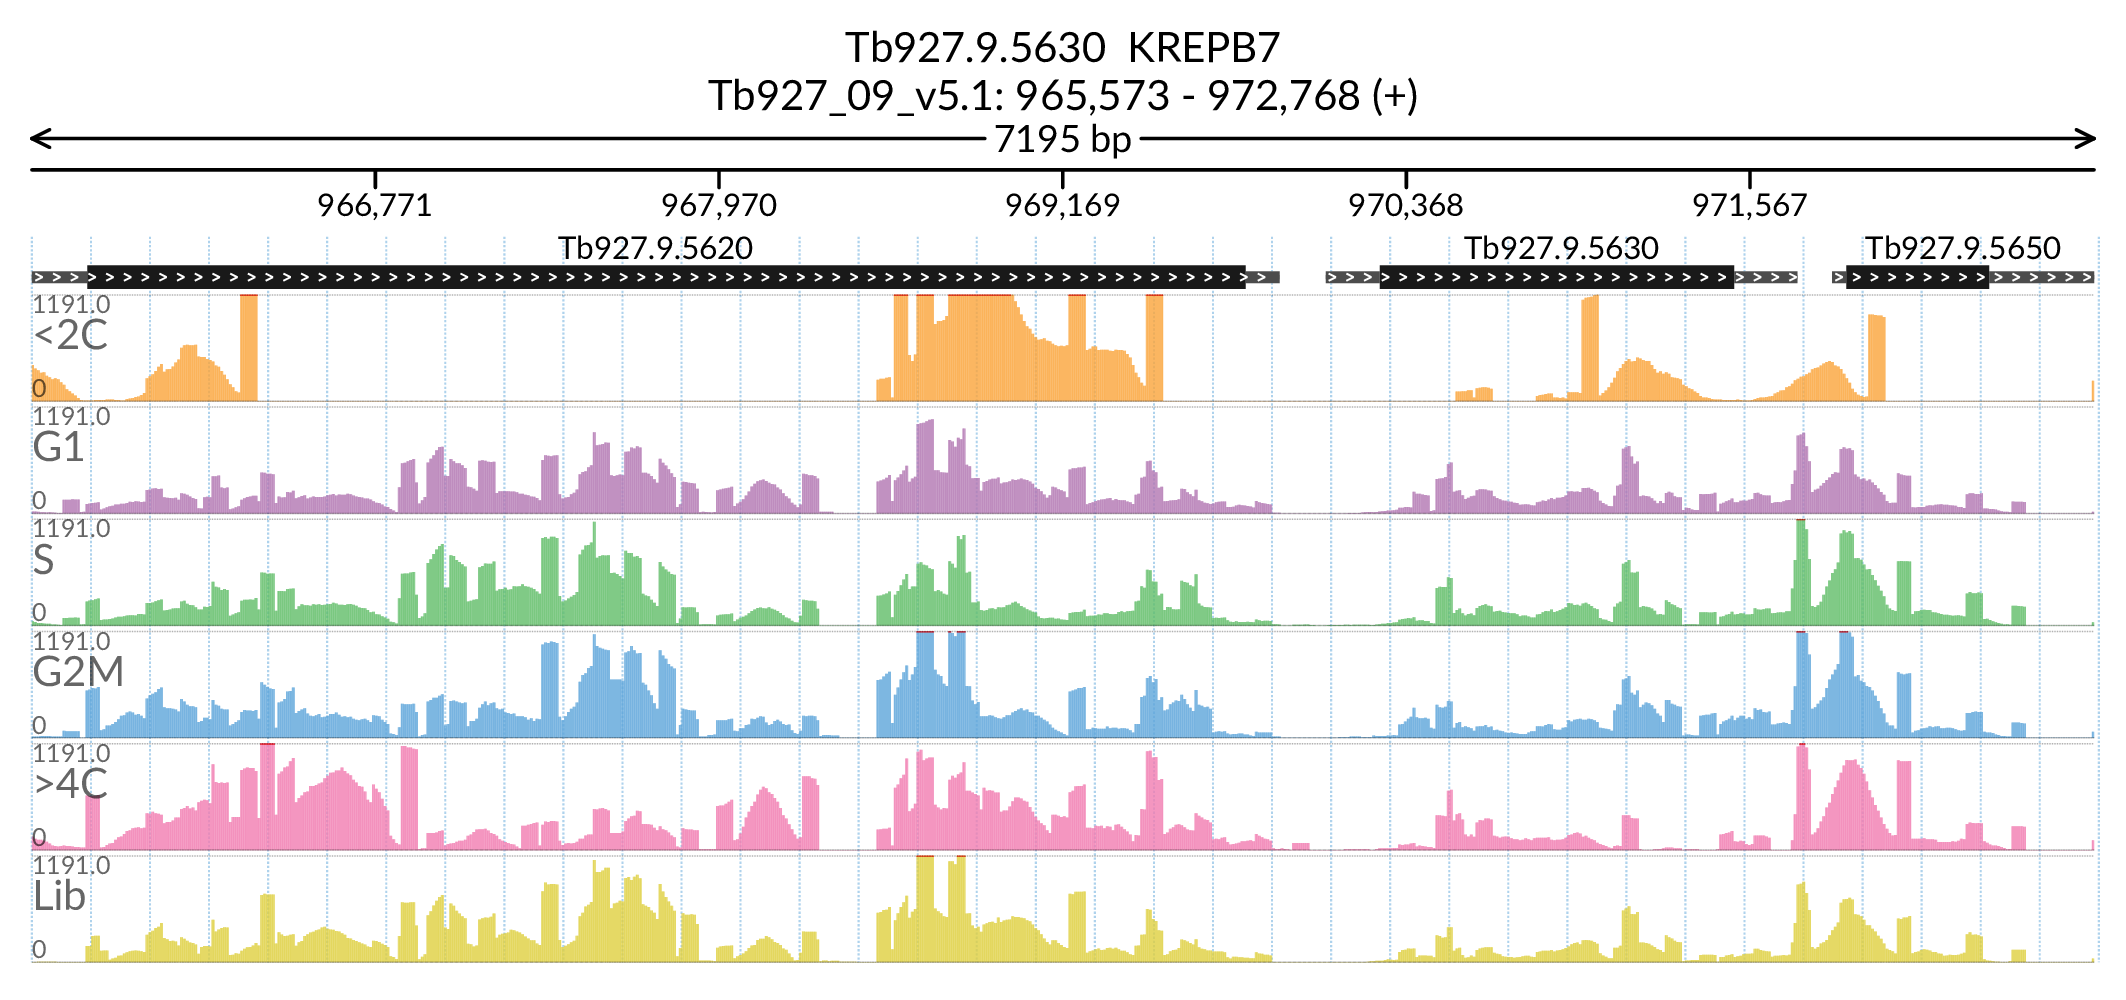 Tb927.9.5630 KREPB7
Tb927_09_v5.1: 965,573 - 972,768 (+)
7195 bp
966,771 967,970 969,169 970,368 971,567
Tb927.9.5620 Tb927.9.5630 Tb927.9.5650
1191.0
<2C
0
1191.0
G1
0
1191.0
S
0
1191.0
G2M
0
1191.0
>4C
0
1191.0
Lib
0